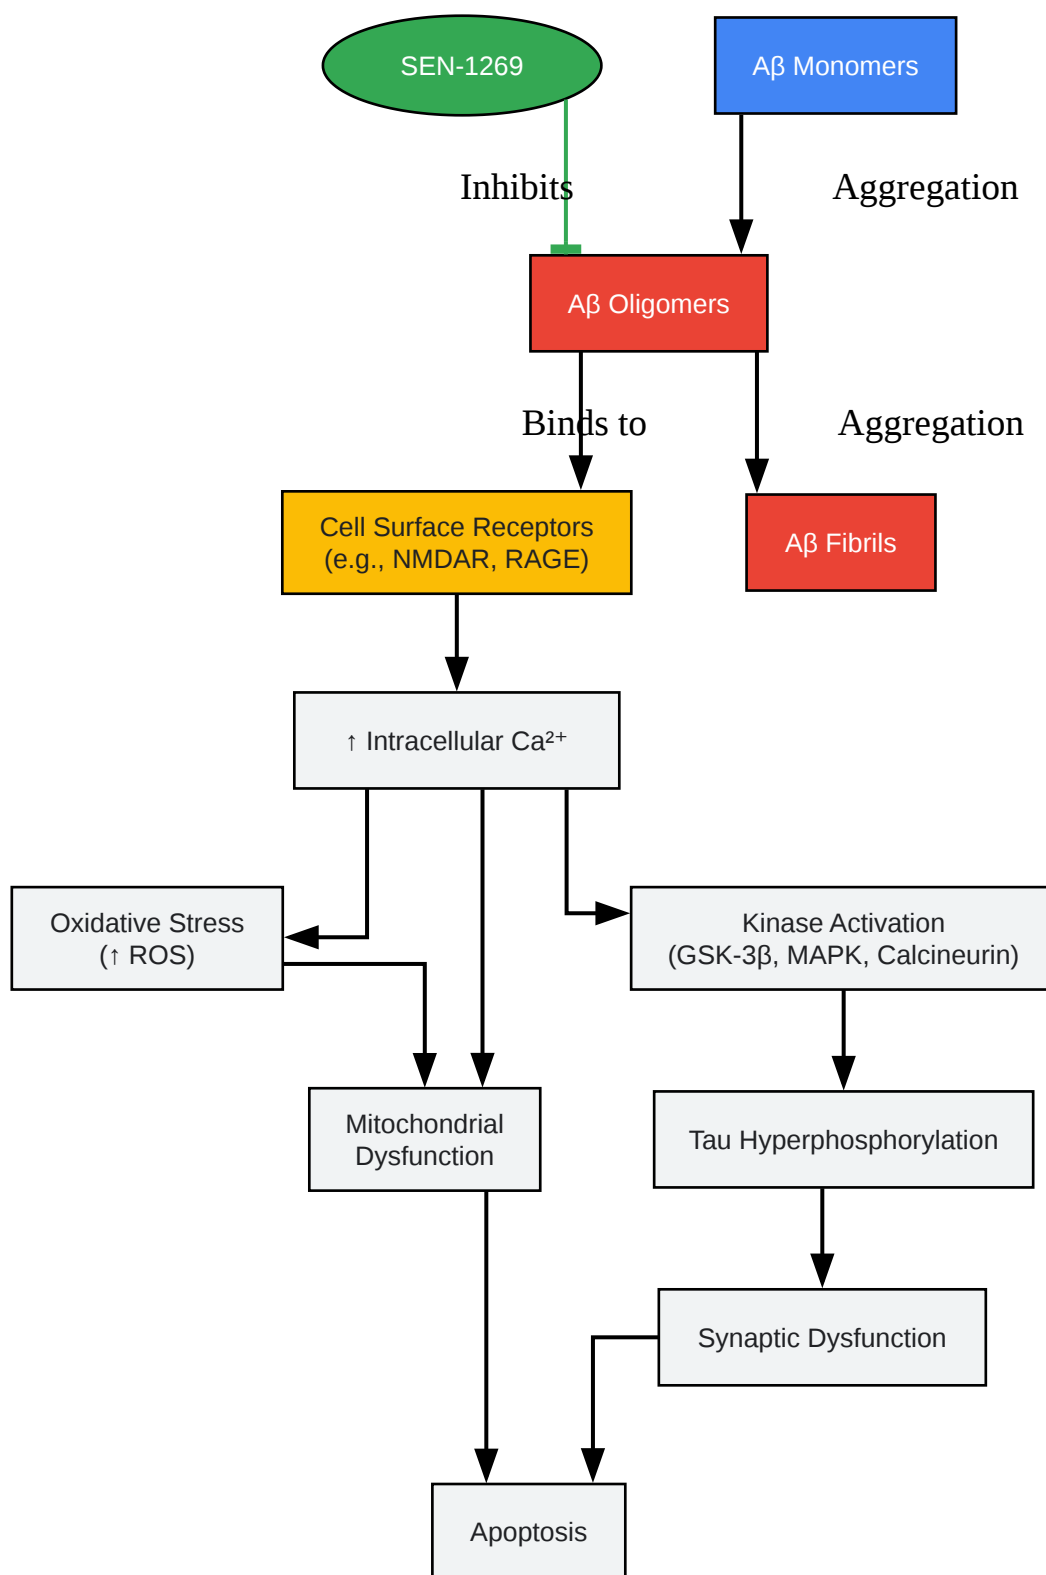 SEN-1269
Aβ Monomers
Inhibits
Aggregation
Aβ Oligomers
Binds to
Aggregation
Cell Surface Receptors
(e.g., NMDAR, RAGE)
Aβ Fibrils
↑ Intracellular Ca²⁺
Oxidative Stress
(↑ ROS)
Kinase Activation
(GSK-3β, MAPK, Calcineurin)
Mitochondrial
Dysfunction
Tau Hyperphosphorylation
Synaptic Dysfunction
Apoptosis